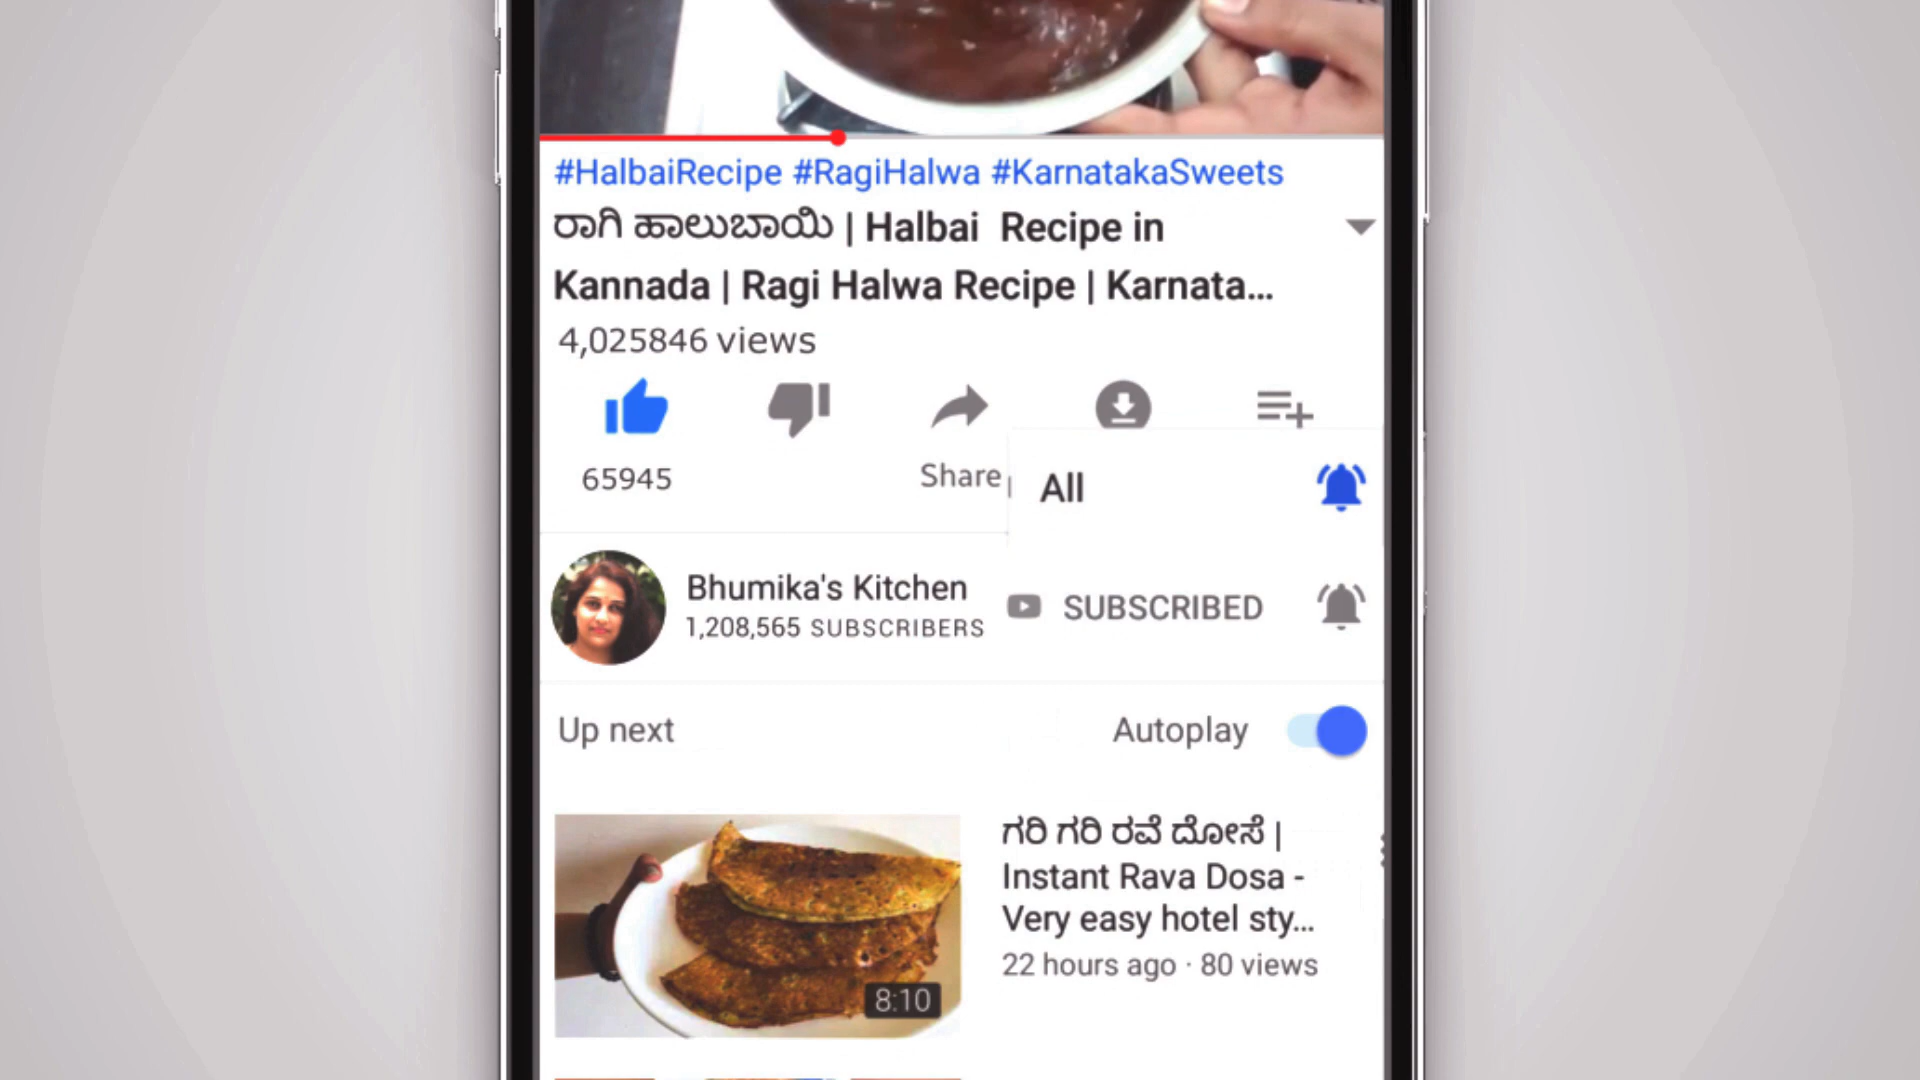 #HalbaiRecipe #RagiHalwa #KarnatakaSweets
ರಾಗಿ ಹಾಲುಬಾಯಿ | Halbai Recipe in
Kannada | Ragi Halwa Recipe | Karnata...
4,025846 views
65945
Share
All
Bhumika's Kitchen
1,208,565 SUBSCRIBERS
SUBSCRIBED
Up next
Autoplay
ಗರಿ ಗರಿ ರವೆ ದೋಸೆ |
Instant Rava Dosa -
Very easy hotel sty...
22 hours ago · 80 views
8:10